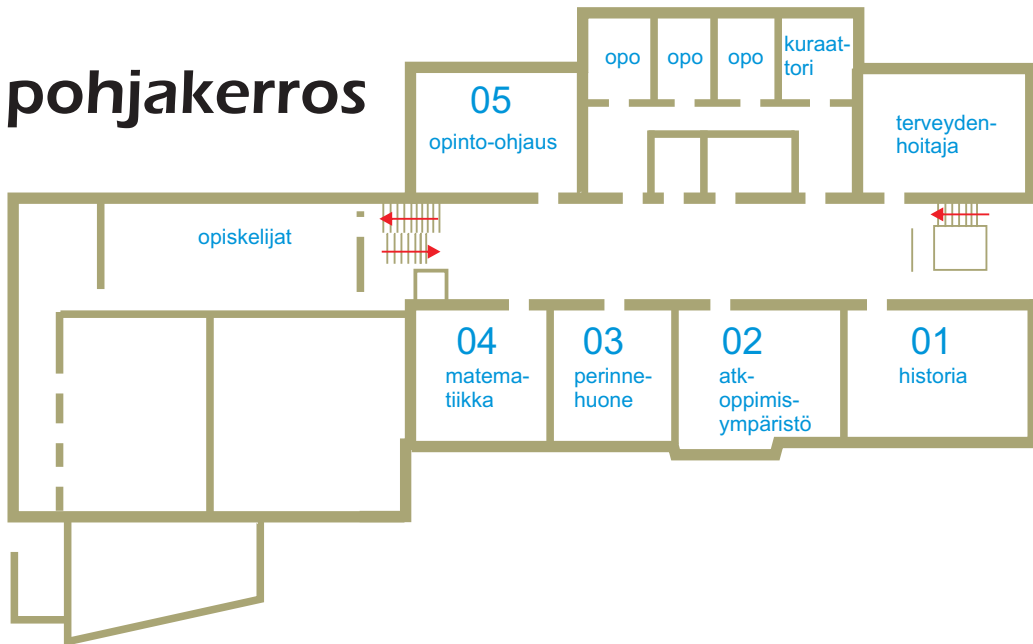 pohjakerros
05
opinto-ohjaus
opo
opo
opo
kuraat-
tori
terveyden-
hoitaja
opiskelijat
04
matema-
tiikka
03
perinne-
huone
02
atk-
oppimis-
ympäristö
01
historia